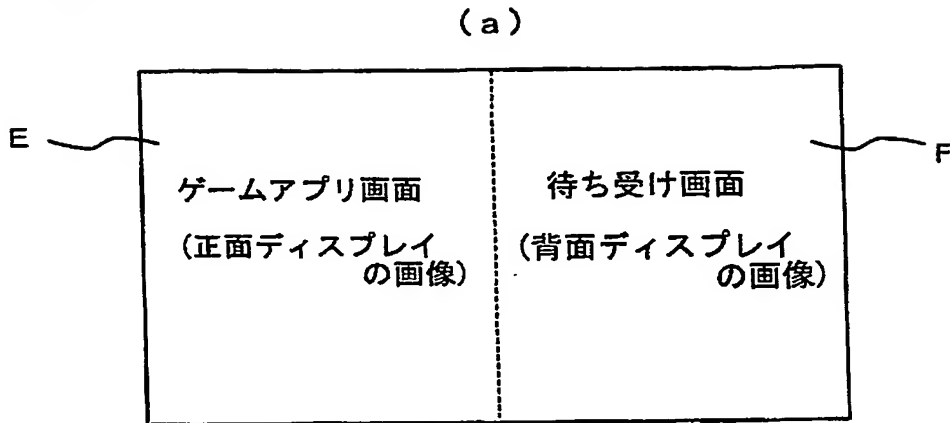 (a)
E
F
ゲームアプリ画面
(正面ディスプレイ
の画像)
待ち受け画面
(背面ディスプレイ
の画像)